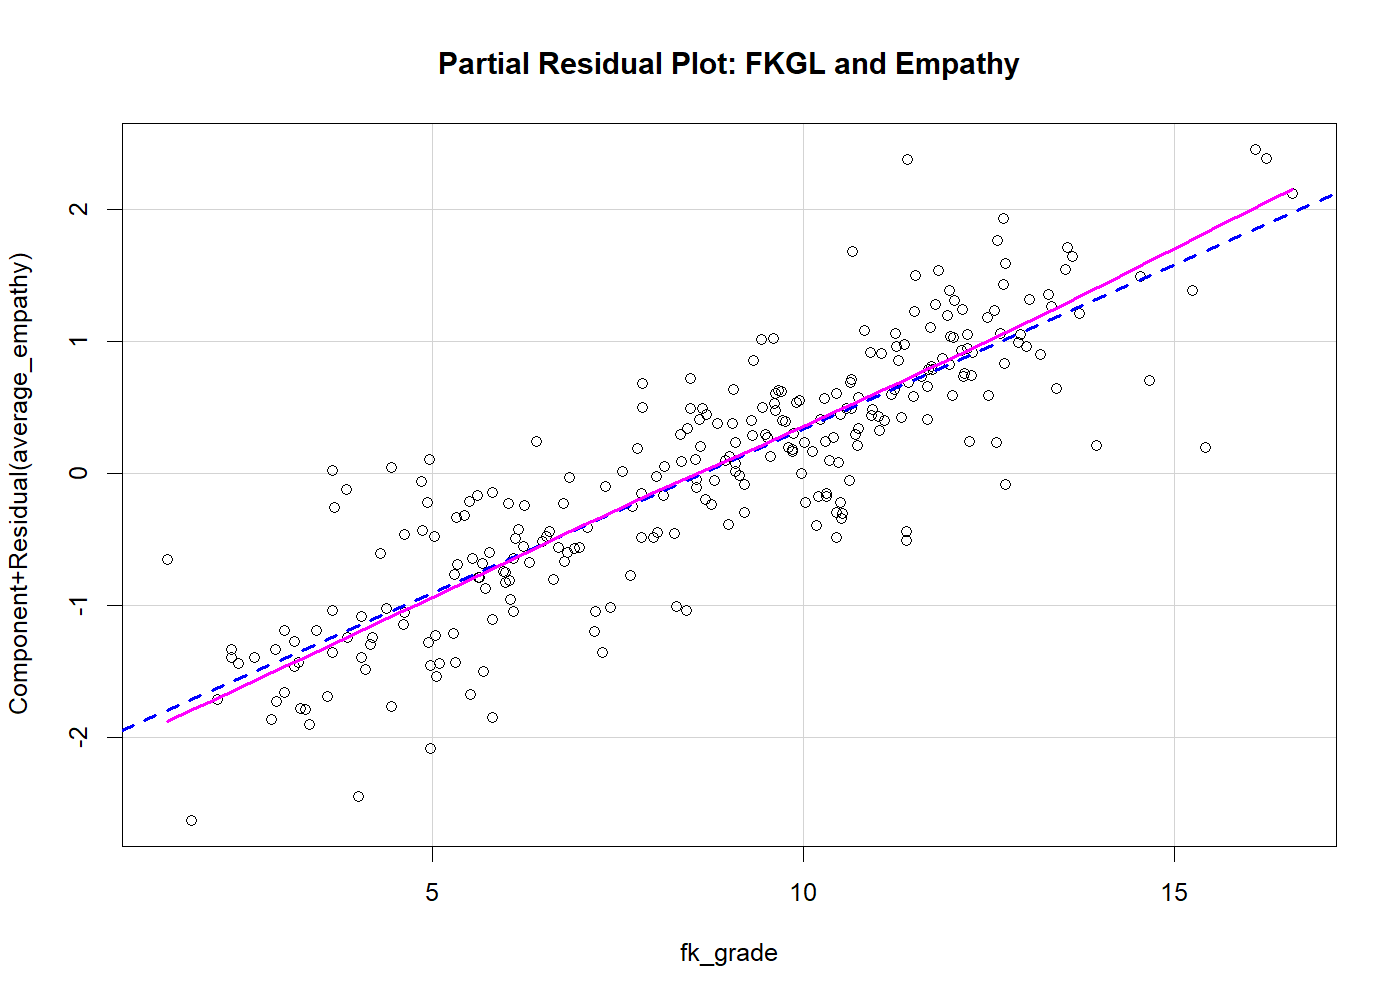 Partial Residual Plot: FKGL and Empathy
Component+Residual(average_empathy)
2
1
0
-1
-2
5
10
15
fk_grade